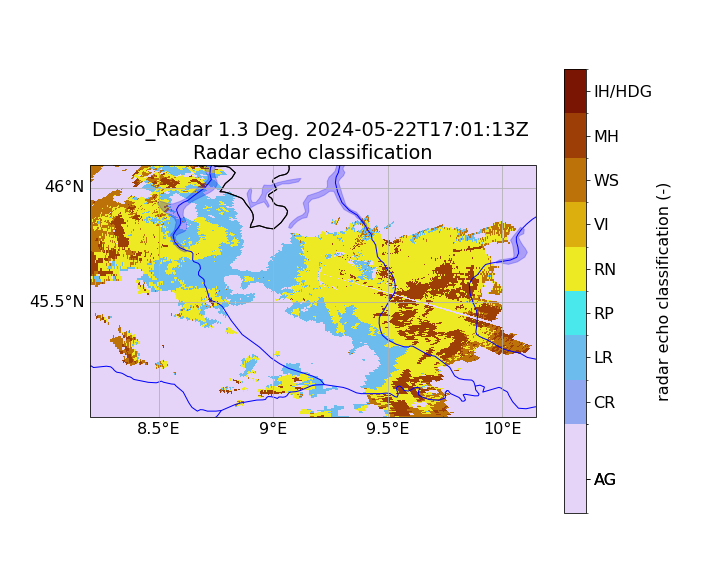 Desio_Radar 1.3 Deg. 2024-05-22T17:01:13Z
Radar echo classification
46°N
45.5°N
8.5°E
9°E
9.5°E
10°E
IH/HDG
MH
WS
VI
RN
RP
LR
CR
AG
radar echo classification (-)